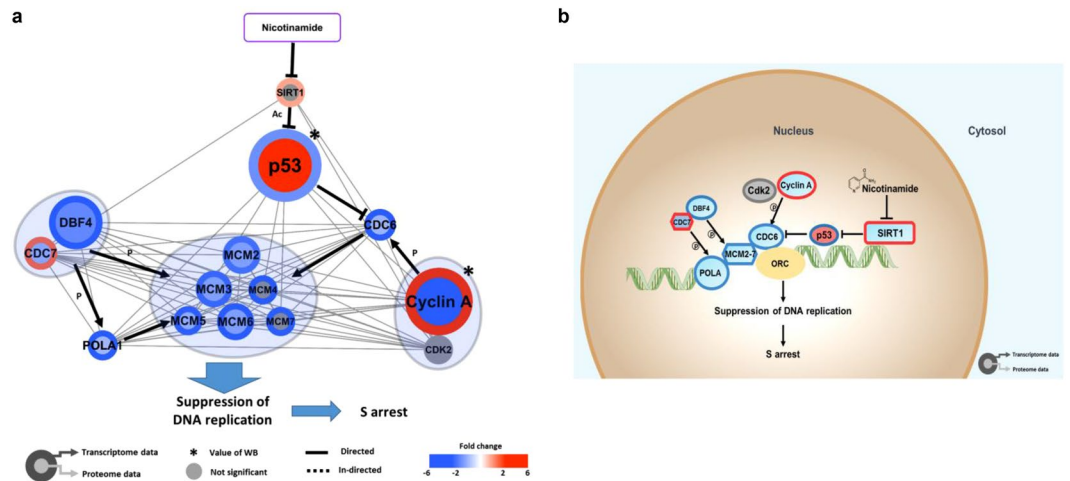 a
Nicotinamide
SIRT1
Ac
*
p53
DBF4
CDC7
P
P
CDC6
P
MCM2
MCM3
MCM4
MCM5
MCM6
MCM7
*
Cyclin A
CDK2
POLA1
Suppression of
DNA replication
S arrest
Transcriptome data
Proteome data
* Value of WB
Not significant
Directed
In-directed
Fold change
-6 -2 2 6
b
Nucleus
Cytosol
Cdk2
Cyclin A
P
N
O
NH₂
Nicotinamide
DBF4
CDC7
P
P
CDC6
p53
SIRT1
MCM2-7
ORC
POLA
Suppression of DNA replication
S arrest
Transcriptome data
Proteome data